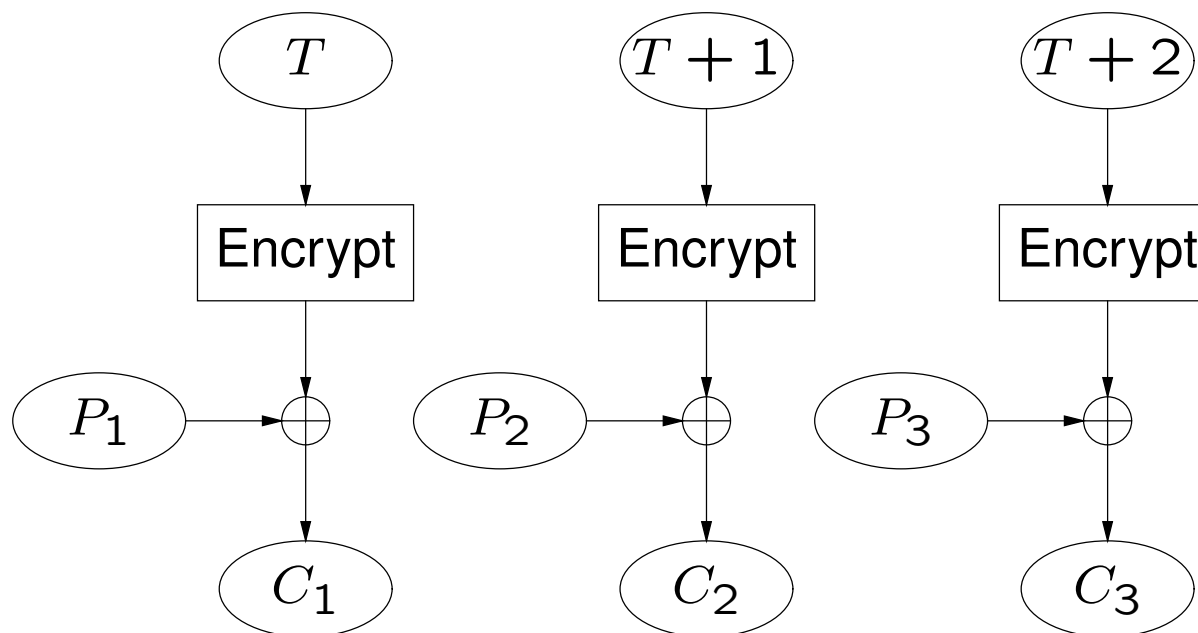 T T + 1 T + 2
Encrypt Encrypt Encrypt
P₁ P₂ P₃
C₁ C₂ C₃